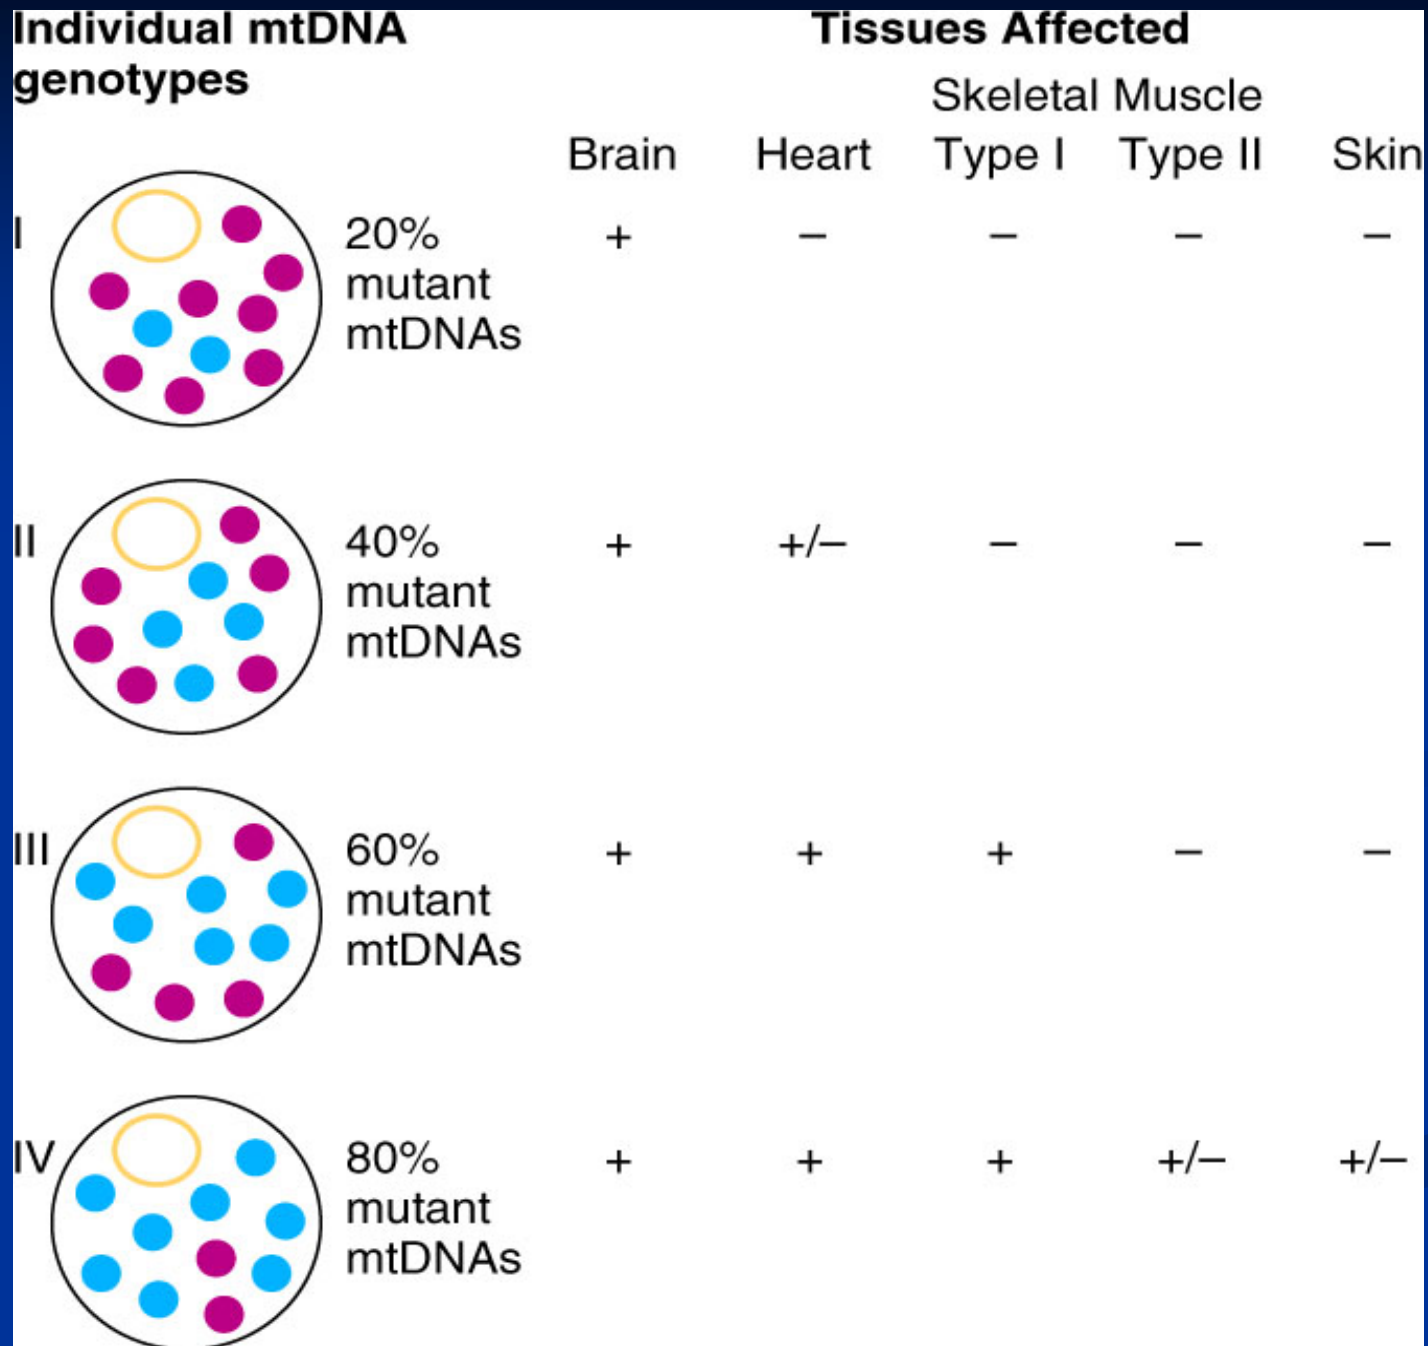 Individual mtDNA
genotypes
Tissues Affected
Skeletal Muscle
Brain Heart Type I Type II Skin
I 20% + – – – –
mutant
mtDNAs
II 40% + +/– – – –
mutant
mtDNAs
III 60% + + + – –
mutant
mtDNAs
IV 80% + + + +/– +/–
mutant
mtDNAs